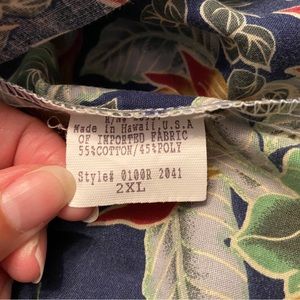 Made in Hawaii,U.S.A
OF IMPORTED FABRIC
55%COTTON/45%POLY
Style# 0100R 2041
2XL